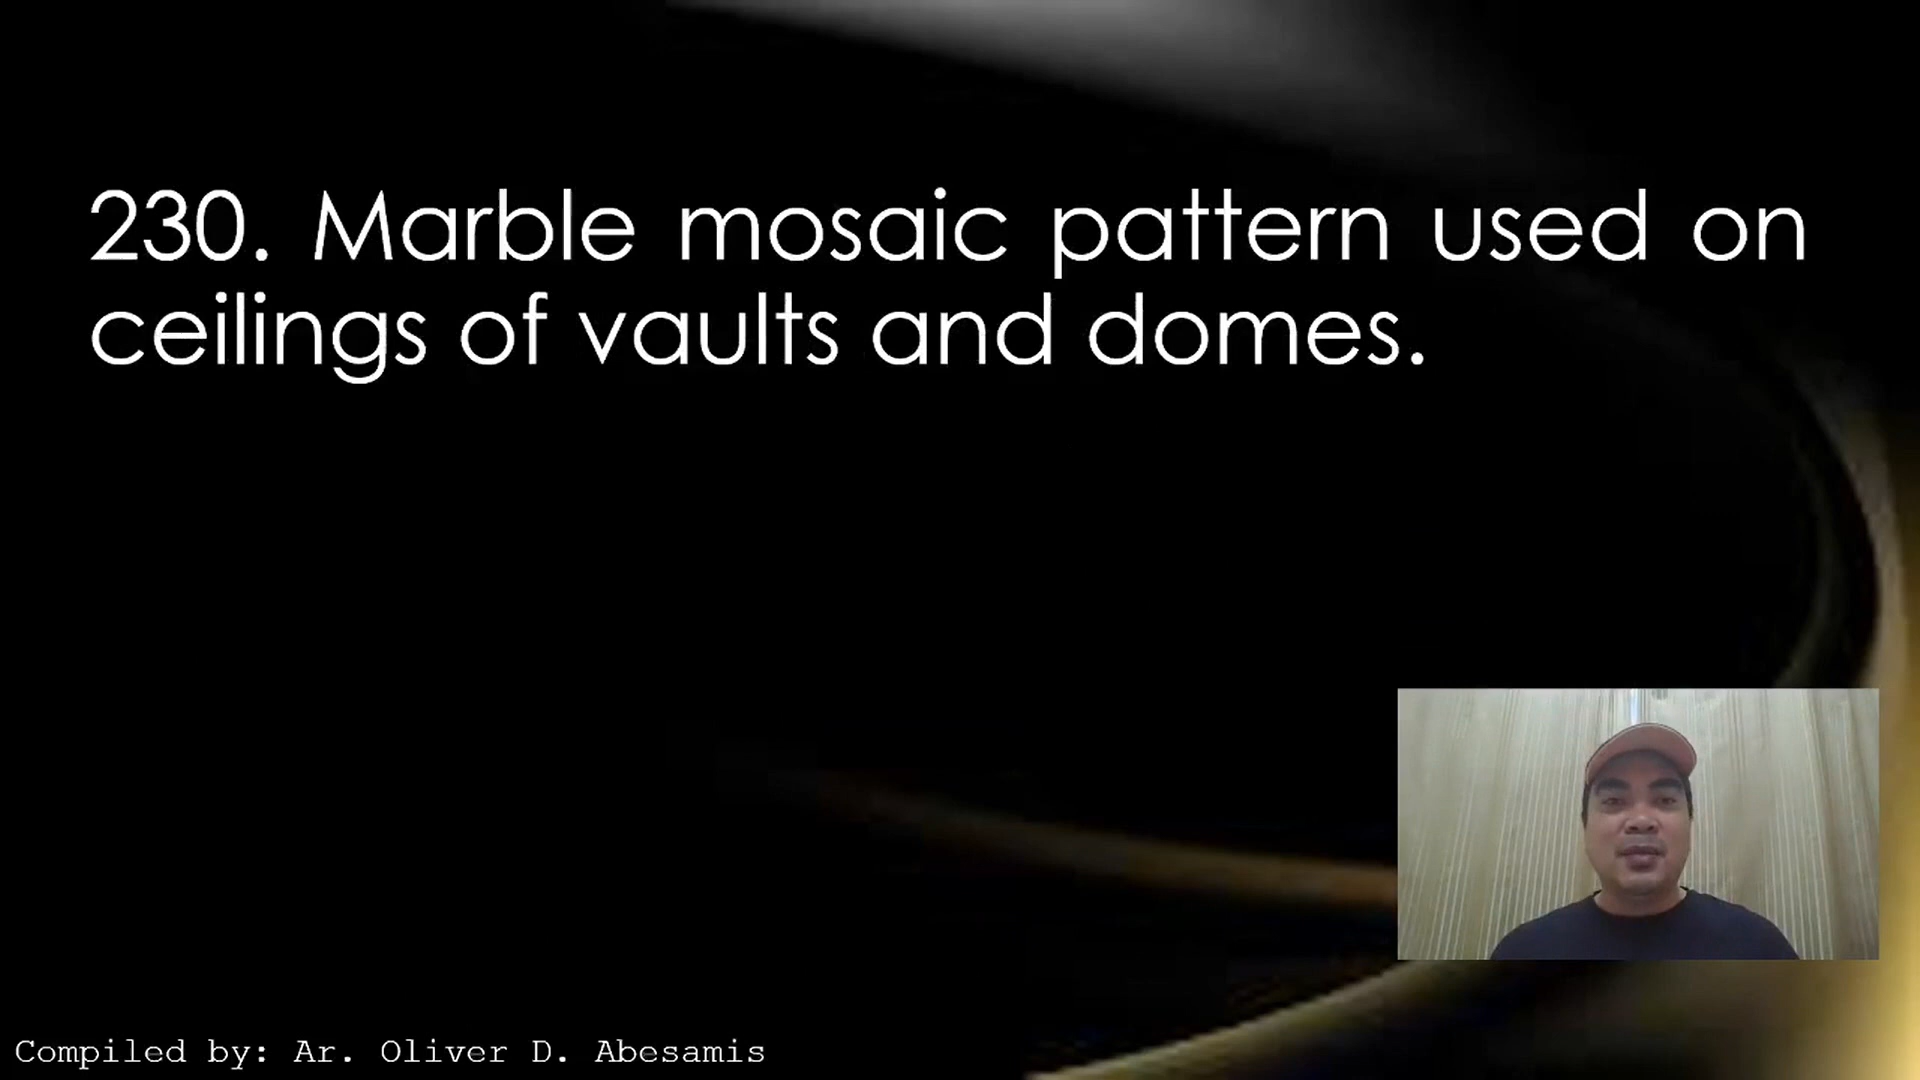 230. Marble mosaic pattern used on
ceilings of vaults and domes.
Compiled by: Ar. Oliver D. Abesamis